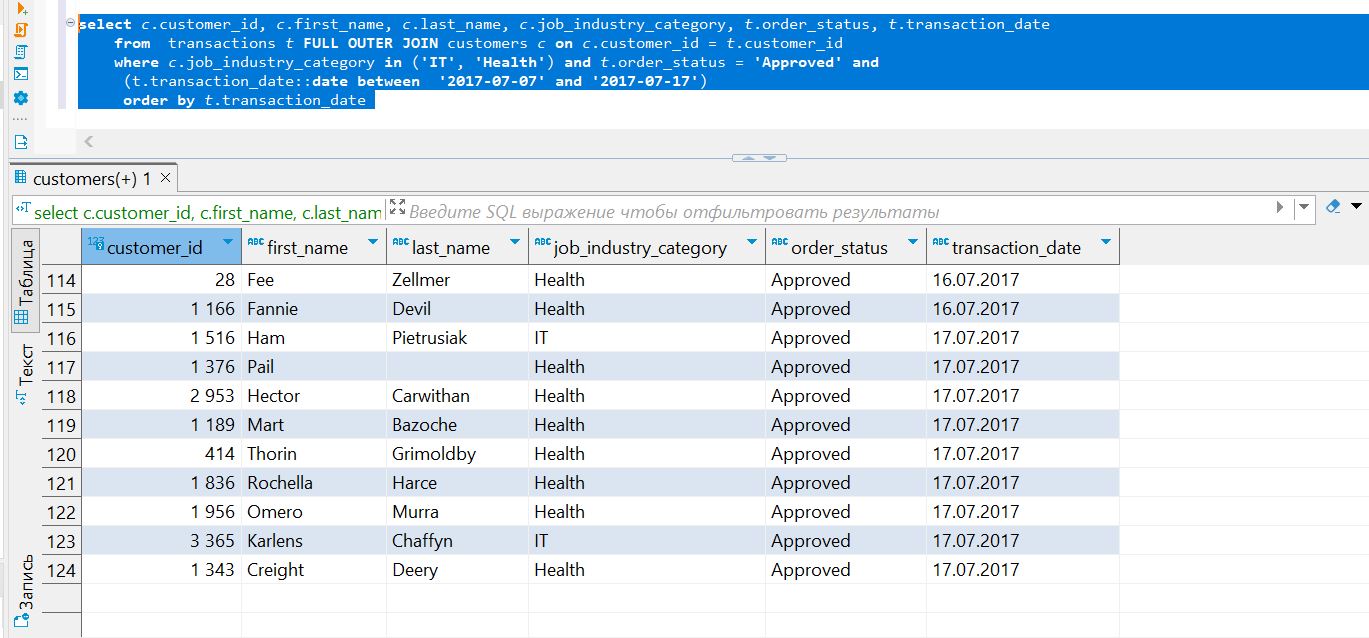 select c.customer_id, c.first_name, c.last_name, c.job_industry_category, t.order_status, t.transaction_date
from transactions t FULL OUTER JOIN customers c on c.customer_id = t.customer_id
where c.job_industry_category in ('IT', 'Health') and t.order_status = 'Approved' and
(t.transaction_date::date between '2017-07-07' and '2017-07-17')
order by t.transaction_date
customers(+) 1
select c.customer_id, c.first_name, c.last_nam Введите SQL выражение чтобы отфильтровать результаты
Таблица
Текст
Запись
123 customer_id ABC first_name ABC last_name ABC job_industry_category ABC order_status ABC transaction_date
114 28 Fee Zellmer Health Approved 16.07.2017
115 1 166 Fannie Devil Health Approved 16.07.2017
116 1 516 Ham Pietrusiak IT Approved 17.07.2017
117 1 376 Pail Health Approved 17.07.2017
118 2 953 Hector Carwithan Health Approved 17.07.2017
119 1 189 Mart Bazoche Health Approved 17.07.2017
120 414 Thorin Grimoldby Health Approved 17.07.2017
121 1 836 Rochella Harce Health Approved 17.07.2017
122 1 956 Omero Murra Health Approved 17.07.2017
123 3 365 Karlens Chaffyn IT Approved 17.07.2017
124 1 343 Creight Deery Health Approved 17.07.2017